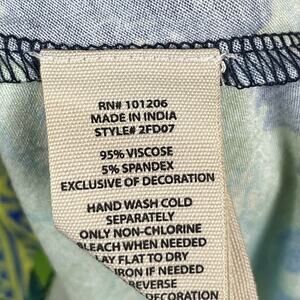 RN# 101206
MADE IN INDIA
STYLE# 2FD07
95% VISCOSE
5% SPANDEX
EXCLUSIVE OF DECORATION
HAND WASH COLD
SEPARATELY
ONLY NON-CHLORINE
BLEACH WHEN NEEDED
LAY FLAT TO DRY
IRON IF NEEDED
REVERSE
DECORATION